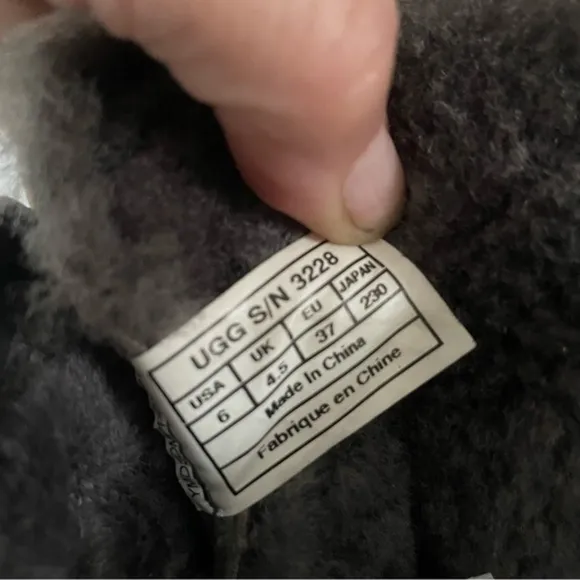 UGG S/N 3228
USA UK EU JAPAN
6 4.5 37 230
Made In China
Fabrique en Chine